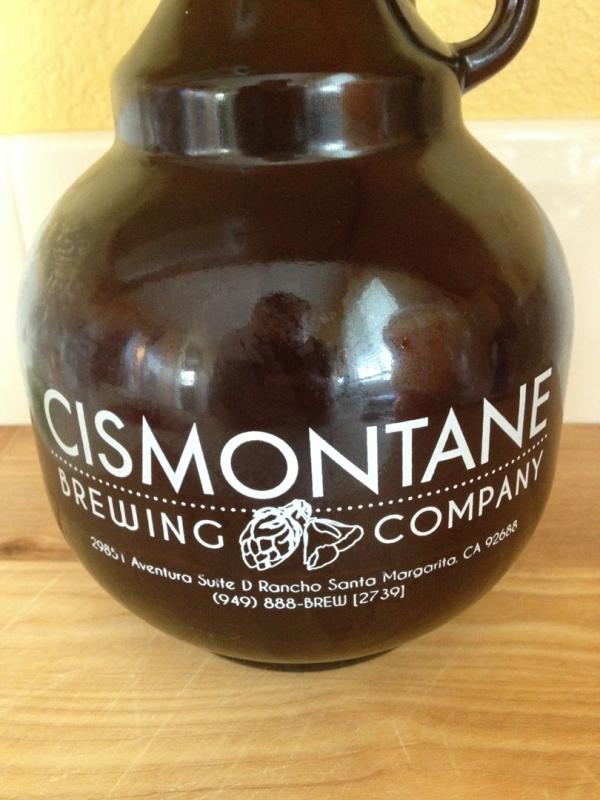 CISMONTANE
BREWING COMPANY
29851 Aventura Suite D Rancho Santa Margarita, CA 92688
(949) 888-BREW [2739]